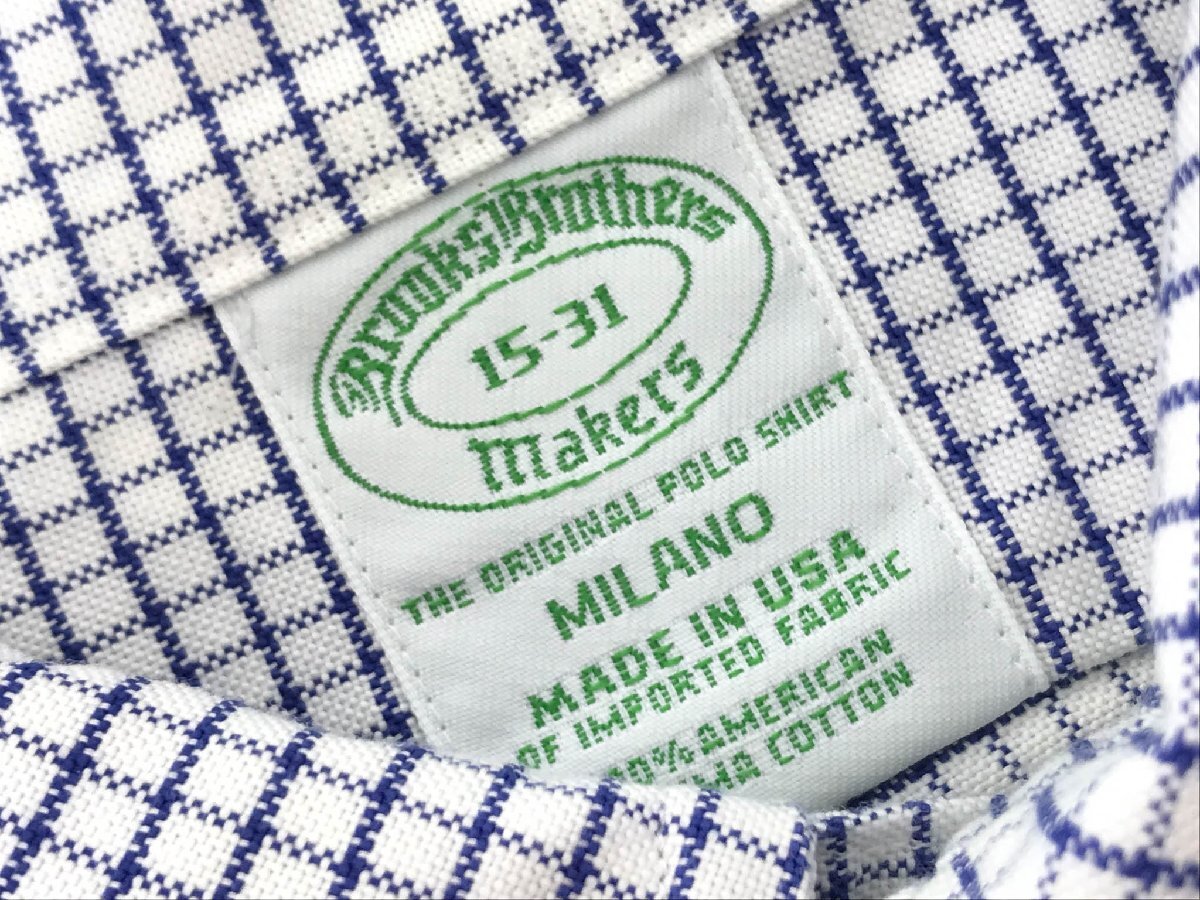 Brooks Brothers
15-31
Makers
THE ORIGINAL POLO SHIRT
MILANO
MADE IN USA
OF IMPORTED FABRIC
AMERICAN
COTTON